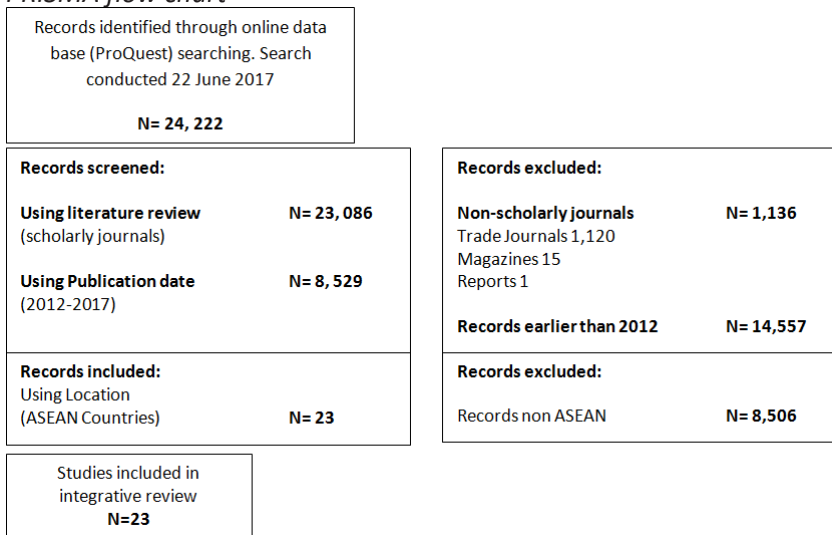 PRISMA flow chart
Records identified through online data
base (ProQuest) searching. Search
conducted 22 June 2017
N= 24, 222
Records screened:
Using literature review N= 23, 086
(scholarly journals)
Using Publication date N= 8, 529
(2012-2017)
Records excluded:
Non-scholarly journals N= 1,136
Trade Journals 1,120
Magazines 15
Reports 1
Records earlier than 2012 N= 14,557
Records included:
Using Location
(ASEAN Countries) N= 23
Records excluded:
Records non ASEAN N= 8,506
Studies included in
integrative review
N=23